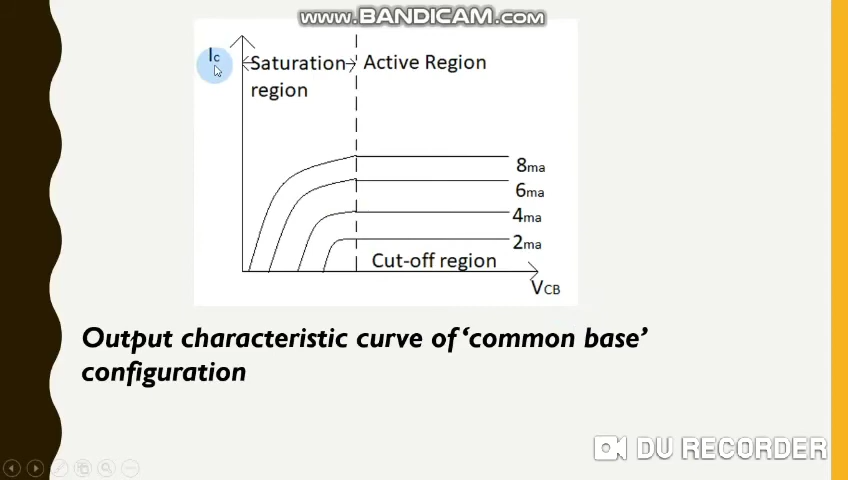 www.BANDICAM.com
Ic
Saturation
region
Active Region
8ma
6ma
4ma
2ma
Cut-off region
VCB
Output characteristic curve of ‘common base’
configuration
DU RECORDER